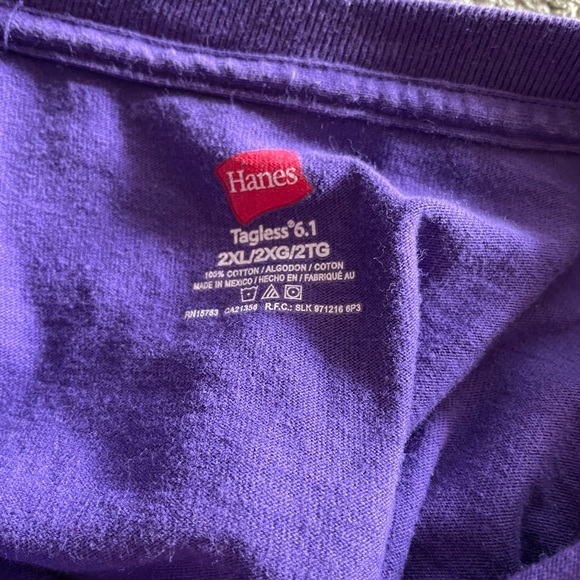 Hanes
Tagless®6.1
2XL/2XG/2TG
100% COTTON / ALGODON / COTON
MADE IN MEXICO / HECHO EN / FABRIQUÉ AU
RN15763 CA21356 R.F.C.: SLK 971216 6P3